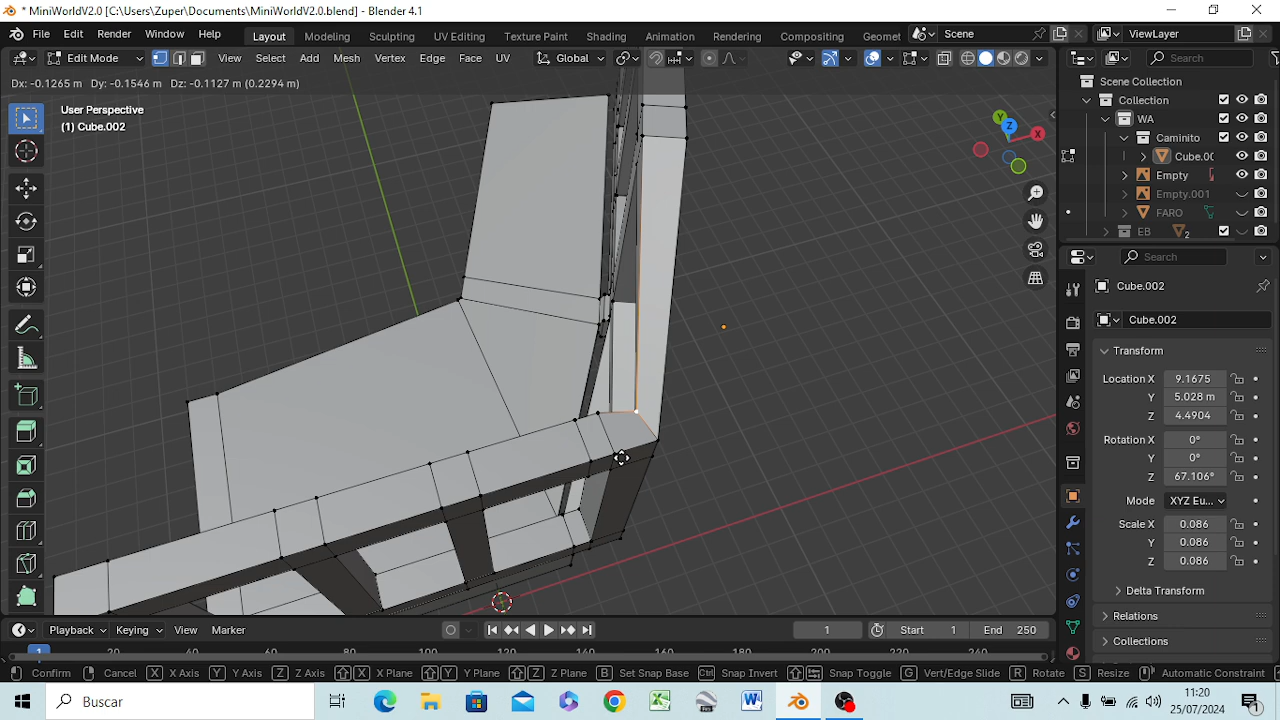 * MiniWorldV2.0 [C:\Users\Zuper\Documents\MiniWorldV2.0.blend] - Blender 4.1
File Edit Render Window Help Layout Modeling Sculpting UV Editing Texture Paint Shading Animation Rendering Compositing Geomet Scene ViewLayer
Edit Mode View Select Add Mesh Vertex Edge Face UV Global Search
Dx: -0.1265 m Dy: -0.1546 m Dz: -0.1127 m (0.2294 m)
User Perspective
(1) Cube.002
Z
Y
X
Scene Collection
Collection
WA
Caminito
Cube.0
Empty
Empty.001
FARO
EB 2
Search
Cube.002
Cube.002
Transform
Location X 9.1675
Y 5.028 m
Z 4.4904
Rotation X 0°
Y 0°
Z 67.106°
Mode XYZ Eu...
Scale X 0.086
Y 0.086
Z 0.086
Delta Transform
Relations
Collections
Playback Keying View Marker 1 Start 1 End 250
1 20 40 60 80 100 120 140 160 180 200 220 240
Confirm Cancel X X Axis Y Y Axis Z Z Axis X X Plane Y Y Plane Z Z Plane B Set Snap Base Ctrl Snap Invert Snap Toggle G Vert/Edge Slide R Rotate S Resize Automatic Constraint
Buscar
11:20
25/07/2024
1